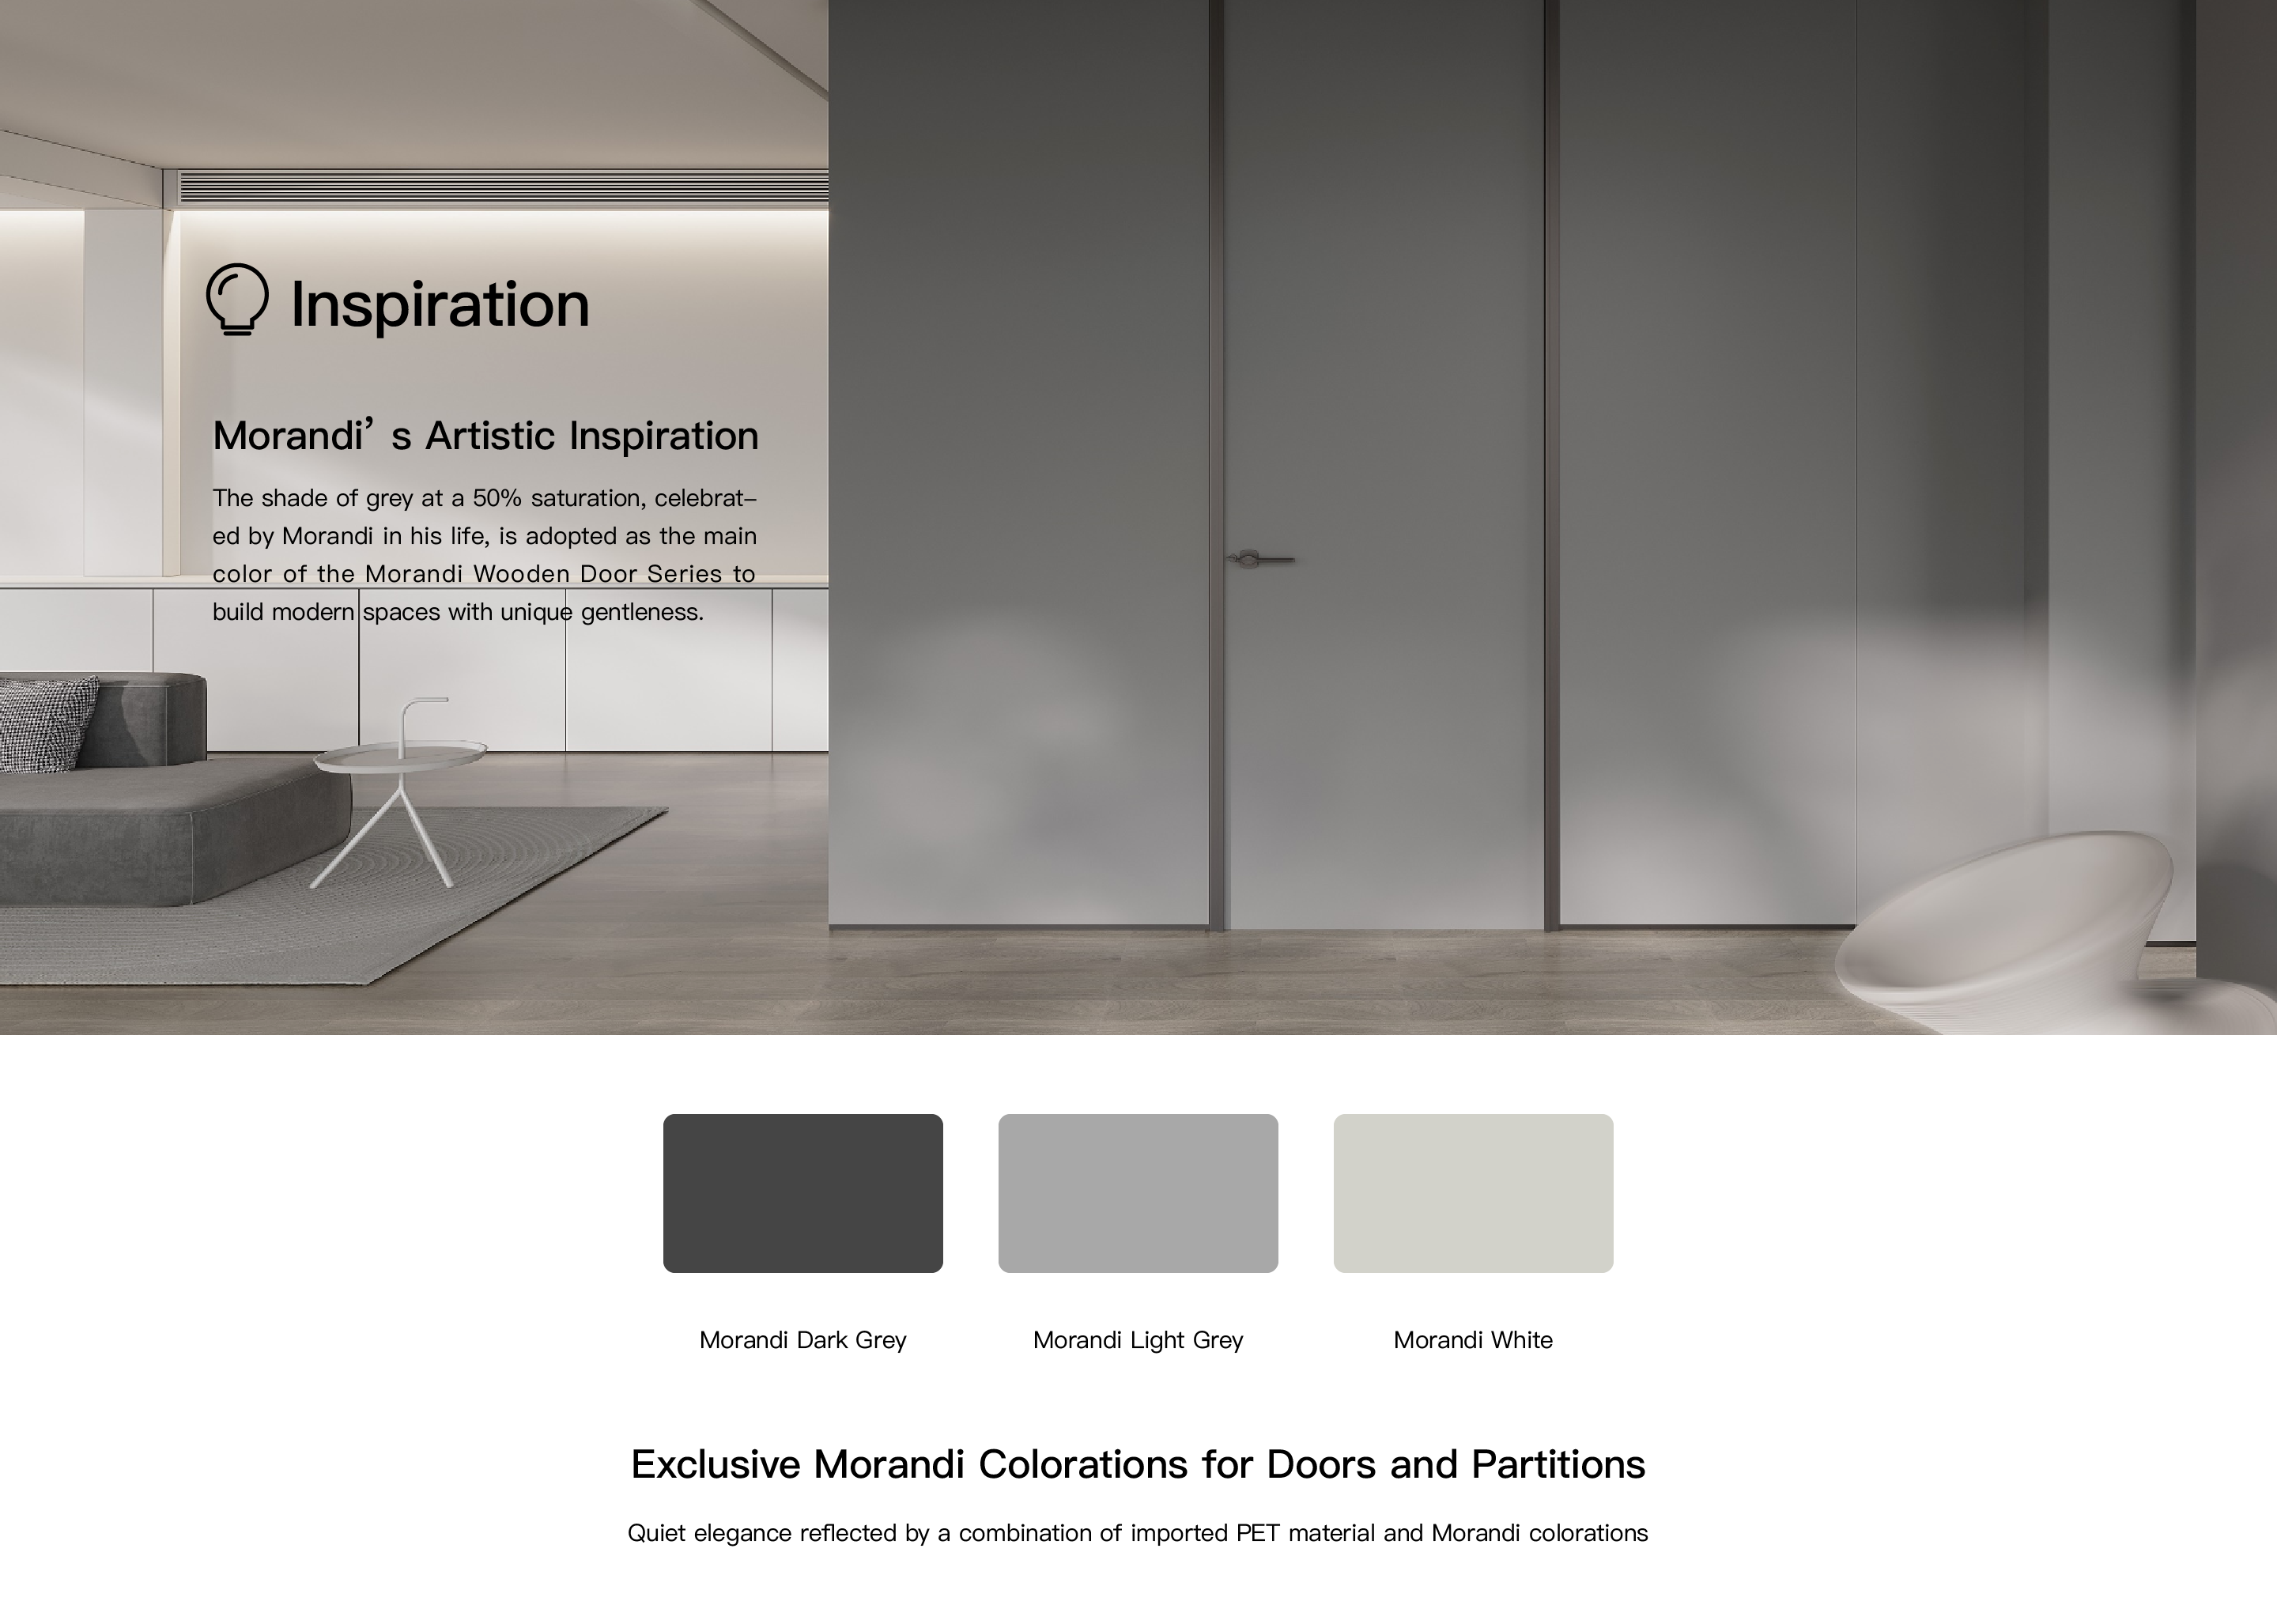 Inspiration
Morandi’ s Artistic Inspiration
The shade of grey at a 50% saturation, celebrat–
ed by Morandi in his life, is adopted as the main
color of the Morandi Wooden Door Series to
build modern spaces with unique gentleness.
Morandi Dark Grey
Morandi Light Grey
Morandi White
Exclusive Morandi Colorations for Doors and Partitions
Quiet elegance reflected by a combination of imported PET material and Morandi colorations